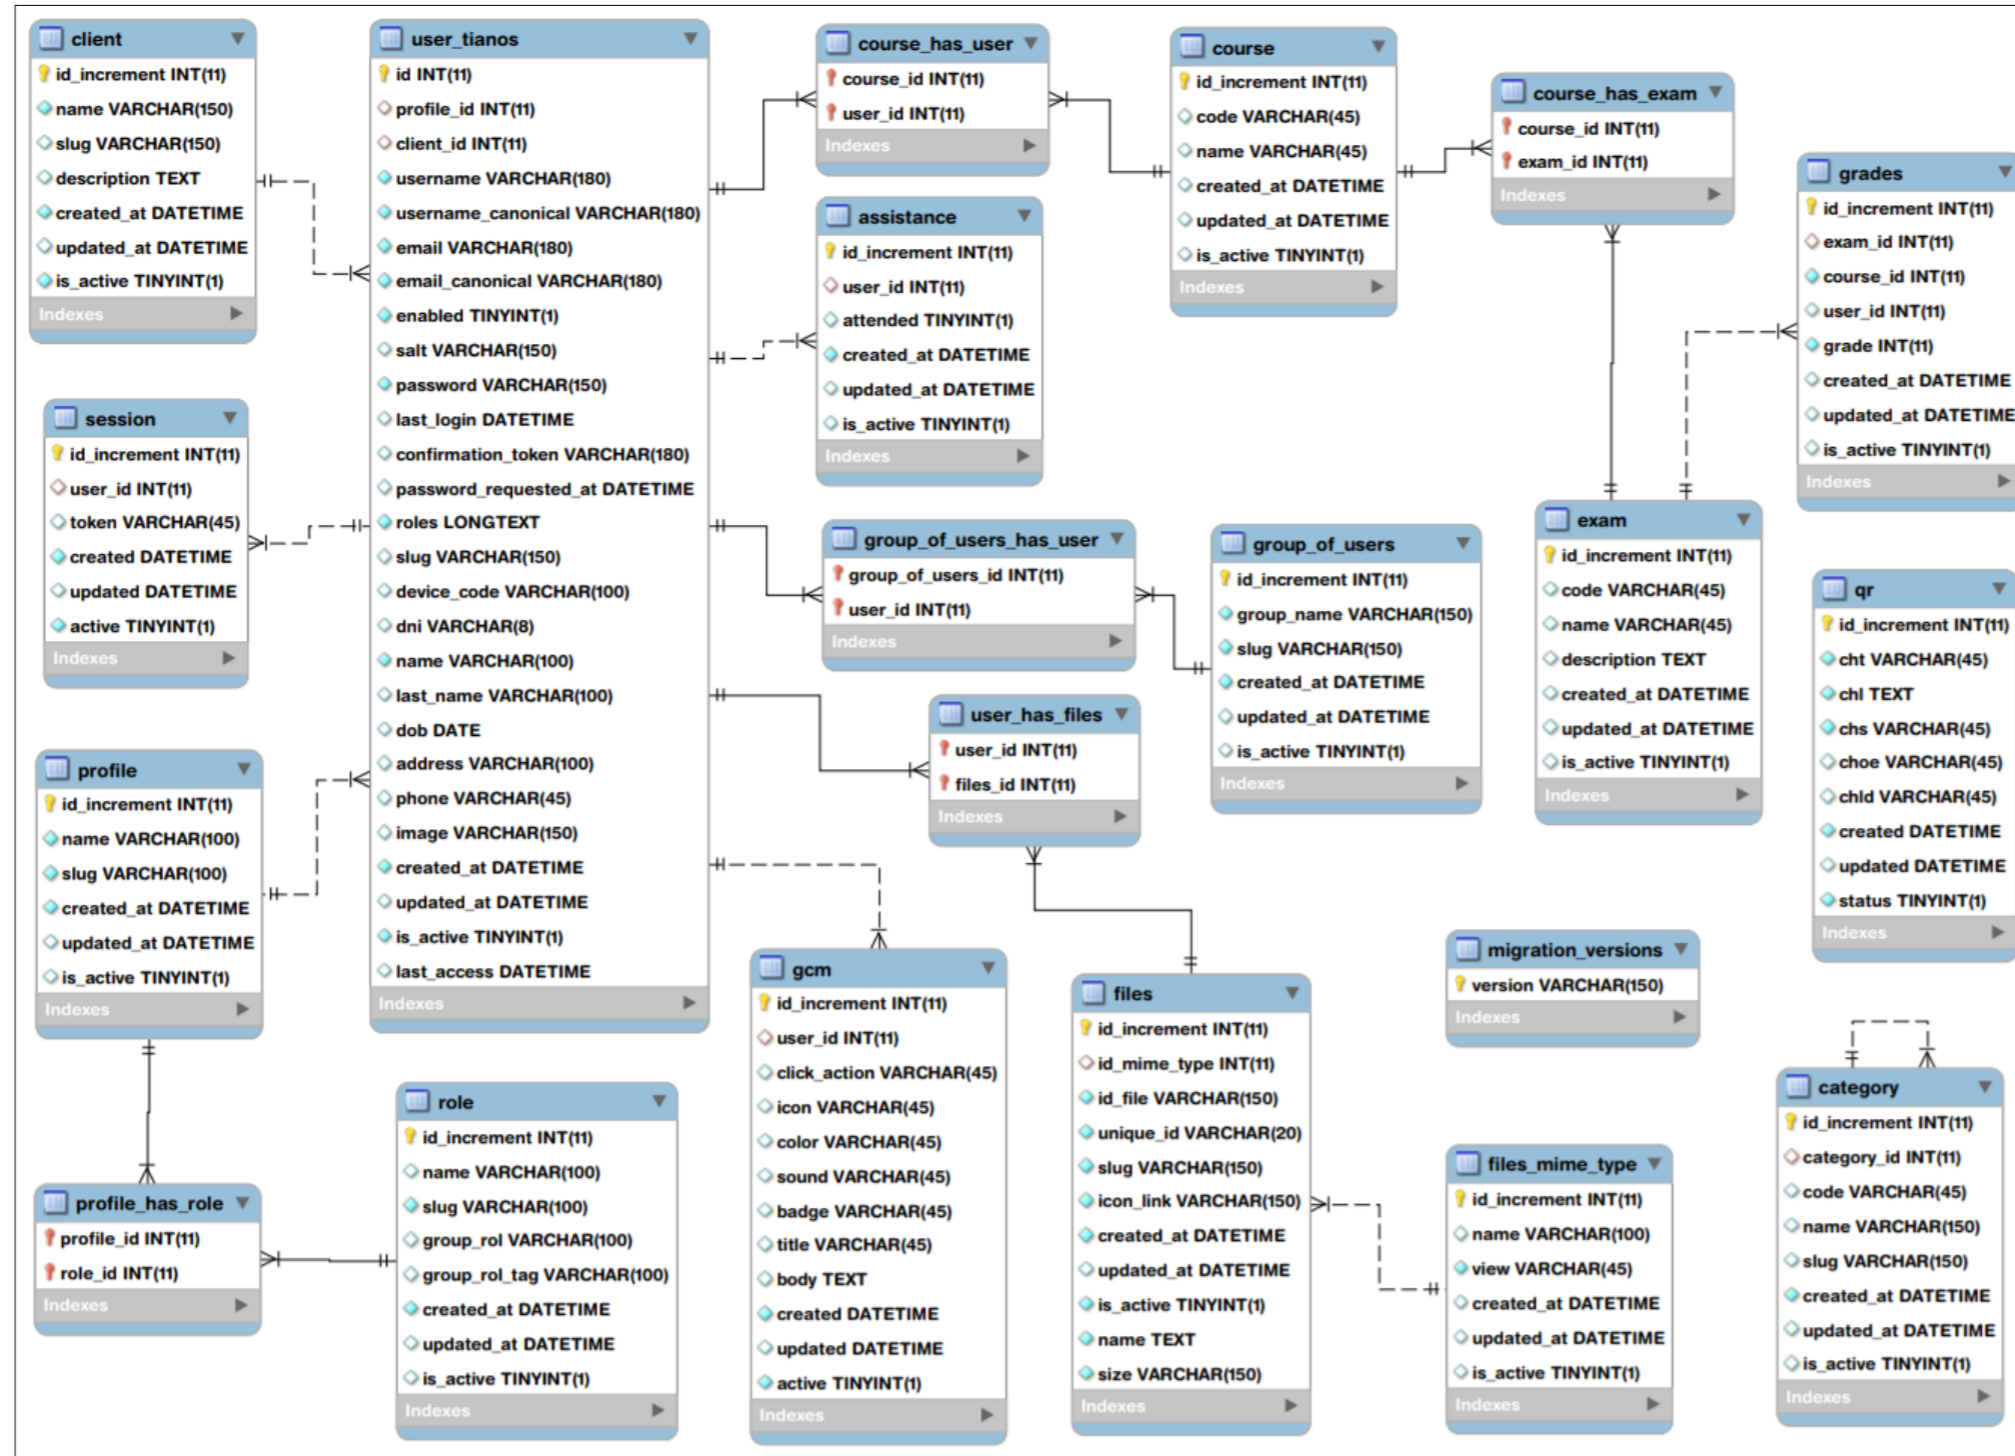 client
id_increment INT(11)
name VARCHAR(150)
slug VARCHAR(150)
description TEXT
created_at DATETIME
updated_at DATETIME
is_active TINYINT(1)
Indexes
user_tianos
id INT(11)
profile_id INT(11)
client_id INT(11)
username VARCHAR(180)
username_canonical VARCHAR(180)
email VARCHAR(180)
email_canonical VARCHAR(180)
enabled TINYINT(1)
salt VARCHAR(150)
password VARCHAR(150)
last_login DATETIME
confirmation_token VARCHAR(180)
password_requested_at DATETIME
roles LONGTEXT
slug VARCHAR(150)
device_code VARCHAR(100)
dni VARCHAR(8)
name VARCHAR(100)
last_name VARCHAR(100)
dob DATE
address VARCHAR(100)
phone VARCHAR(45)
image VARCHAR(150)
created_at DATETIME
updated_at DATETIME
is_active TINYINT(1)
last_access DATETIME
Indexes
course_has_user
course_id INT(11)
user_id INT(11)
Indexes
course
id_increment INT(11)
code VARCHAR(45)
name VARCHAR(45)
created_at DATETIME
updated_at DATETIME
is_active TINYINT(1)
Indexes
course_has_exam
course_id INT(11)
exam_id INT(11)
Indexes
grades
id_increment INT(11)
exam_id INT(11)
course_id INT(11)
user_id INT(11)
grade INT(11)
created_at DATETIME
updated_at DATETIME
is_active TINYINT(1)
Indexes
assistance
id_increment INT(11)
user_id INT(11)
attended TINYINT(1)
created_at DATETIME
updated_at DATETIME
is_active TINYINT(1)
Indexes
session
id_increment INT(11)
user_id INT(11)
token VARCHAR(45)
created DATETIME
updated DATETIME
active TINYINT(1)
Indexes
group_of_users_has_user
group_of_users_id INT(11)
user_id INT(11)
Indexes
group_of_users
id_increment INT(11)
group_name VARCHAR(150)
slug VARCHAR(150)
created_at DATETIME
updated_at DATETIME
is_active TINYINT(1)
Indexes
exam
id_increment INT(11)
code VARCHAR(45)
name VARCHAR(45)
description TEXT
created_at DATETIME
updated_at DATETIME
is_active TINYINT(1)
Indexes
qr
id_increment INT(11)
cht VARCHAR(45)
chl TEXT
chs VARCHAR(45)
choe VARCHAR(45)
chld VARCHAR(45)
created DATETIME
updated DATETIME
status TINYINT(1)
Indexes
user_has_files
user_id INT(11)
files_id INT(11)
Indexes
profile
id_increment INT(11)
name VARCHAR(100)
slug VARCHAR(100)
created_at DATETIME
updated_at DATETIME
is_active TINYINT(1)
Indexes
gcm
id_increment INT(11)
user_id INT(11)
click_action VARCHAR(45)
icon VARCHAR(45)
color VARCHAR(45)
sound VARCHAR(45)
badge VARCHAR(45)
title VARCHAR(45)
body TEXT
created DATETIME
updated DATETIME
active TINYINT(1)
Indexes
files
id_increment INT(11)
id_mime_type INT(11)
id_file VARCHAR(150)
unique_id VARCHAR(20)
slug VARCHAR(150)
icon_link VARCHAR(150)
created_at DATETIME
updated_at DATETIME
is_active TINYINT(1)
name TEXT
size VARCHAR(150)
Indexes
migration_versions
version VARCHAR(150)
Indexes
category
id_increment INT(11)
category_id INT(11)
code VARCHAR(45)
name VARCHAR(150)
slug VARCHAR(150)
created_at DATETIME
updated_at DATETIME
is_active TINYINT(1)
Indexes
files_mime_type
id_increment INT(11)
name VARCHAR(100)
view VARCHAR(45)
created_at DATETIME
updated_at DATETIME
is_active TINYINT(1)
Indexes
role
id_increment INT(11)
name VARCHAR(100)
slug VARCHAR(100)
group_rol VARCHAR(100)
group_rol_tag VARCHAR(100)
created_at DATETIME
updated_at DATETIME
is_active TINYINT(1)
Indexes
profile_has_role
profile_id INT(11)
role_id INT(11)
Indexes